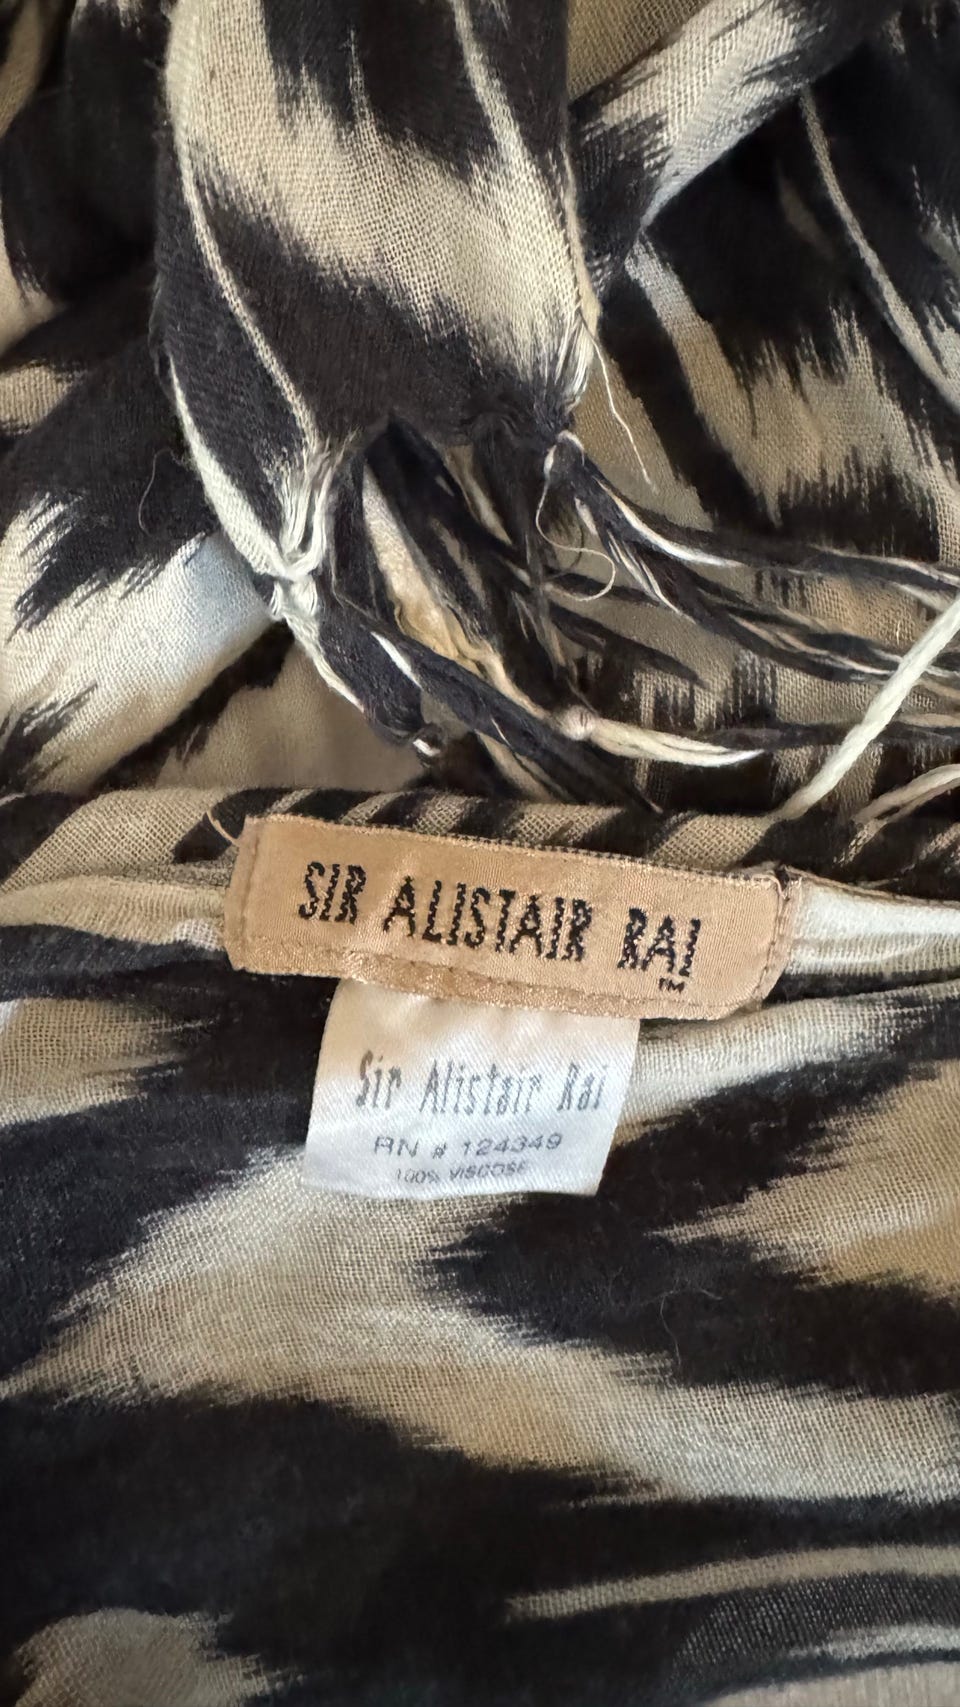 SIR ALISTAIR RAI
TM
Sir Alistair Rai
RN # 124349
100% VISCOSE